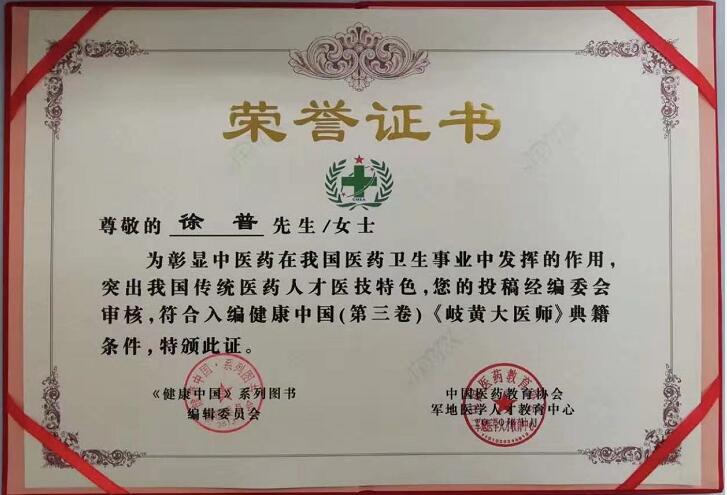 荣誉证书
CMEA
尊敬的 徐 普 先生/女士
为彰显中医药在我国医药卫生事业中发挥的作用,
突出我国传统医药人才医技特色,您的投稿经编委会
审核,符合入编健康中国(第三卷)《岐黄大医师》典籍
条件,特颁此证。
《健康中国》系列图书
编辑委员会
中国医药教育协会
军地医学人才教育中心